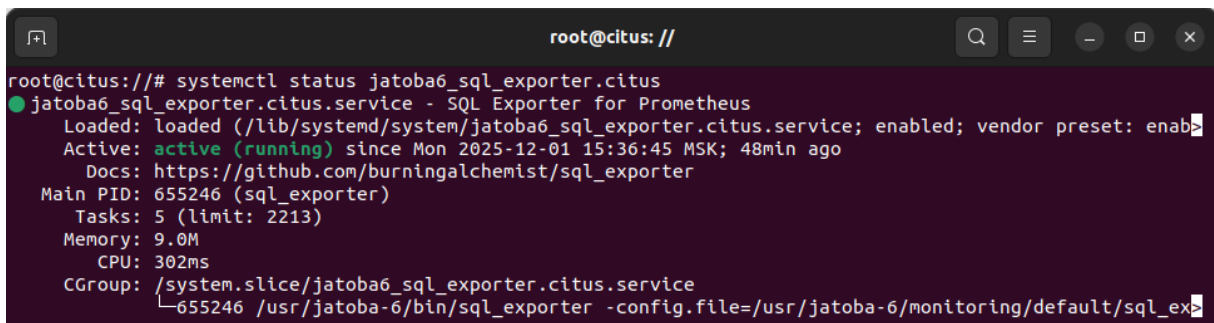 root@citus: //
root@citus://# systemctl status jatoba6_sql_exporter.citus
● jatoba6_sql_exporter.citus.service - SQL Exporter for Prometheus
Loaded: loaded (/lib/systemd/system/jatoba6_sql_exporter.citus.service; enabled; vendor preset: enab>
Active: active (running) since Mon 2025-12-01 15:36:45 MSK; 48min ago
Docs: https://github.com/burningalchemist/sql_exporter
Main PID: 655246 (sql_exporter)
Tasks: 5 (limit: 2213)
Memory: 9.0M
CPU: 302ms
CGroup: /system.slice/jatoba6_sql_exporter.citus.service
└─655246 /usr/jatoba-6/bin/sql_exporter -config.file=/usr/jatoba-6/monitoring/default/sql_ex>